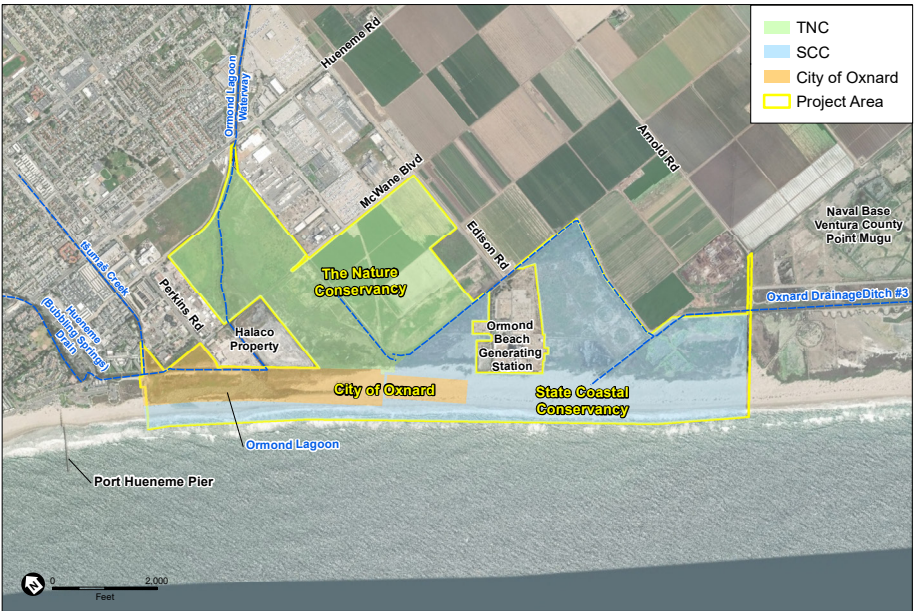 TNC
SCC
City of Oxnard
Project Area
Hueneme Rd
Ormond Lagoon
Waterway
Arnold Rd
McWane Blvd
Naval Base
Ventura County
Point Mugu
Edison Rd
tšumaš Creek
The Nature
Conservancy
Perkins Rd
Oxnard DrainageDitch #3
Hueneme
(Bubbling Springs)
Drain
Halaco
Property
Ormond
Beach
Generating
Station
City of Oxnard
State Coastal
Conservancy
Ormond Lagoon
Port Hueneme Pier
N
0
2,000
Feet